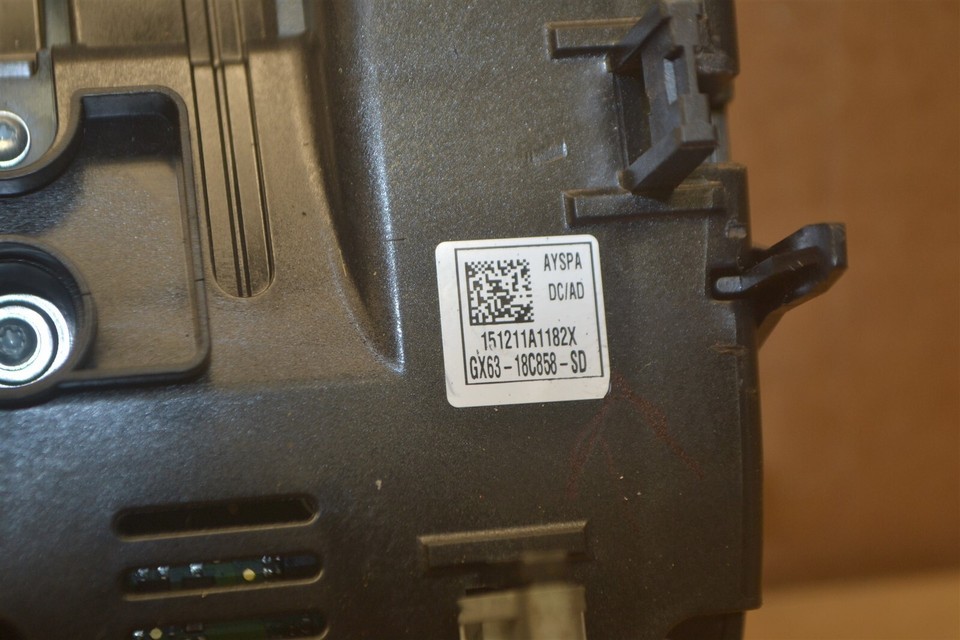 AYSPA
DC/AD
151211A1182X
GX63-18C858-SD